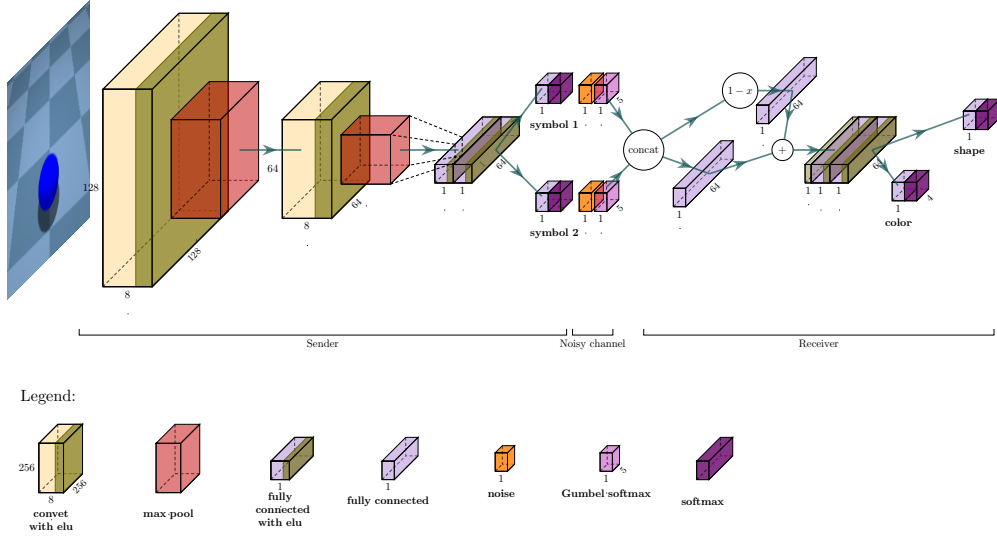 128
8
128
64
8
64
1
1
64
1
symbol 1
1
1
5
1
symbol 2
1
1
5
concat
1 − x
1
64
1
64
+
1
1
1
1
shape
1
4
color
Sender
Noisy channel
Receiver
Legend:
256
8
256
convet
with elu
max pool
1
fully
connected
with elu
1
fully connected
1
noise
1
5
Gumbel softmax
softmax